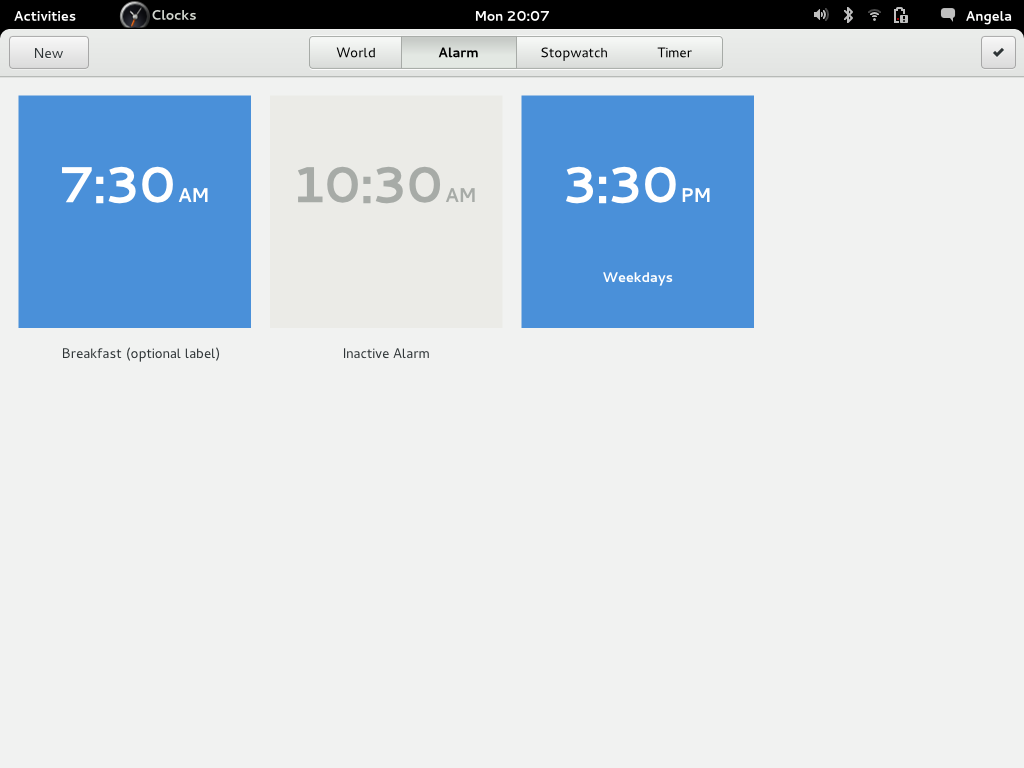 Activities Clocks Mon 20:07 Angela
New World Alarm Stopwatch Timer
7:30 AM 10:30 AM 3:30 PM
Weekdays
Breakfast (optional label) Inactive Alarm